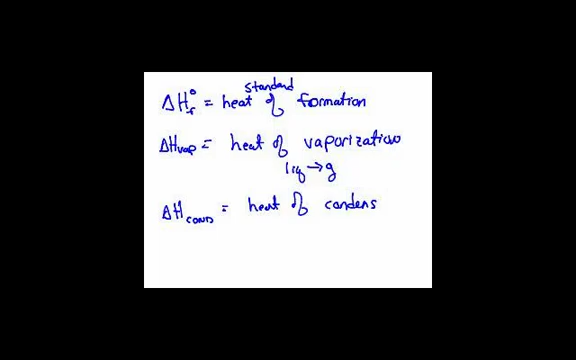 standard
ΔH°f = heat of formation
ΔHvap = heat of vaporization
liq → g
ΔHCOND = heat of condens